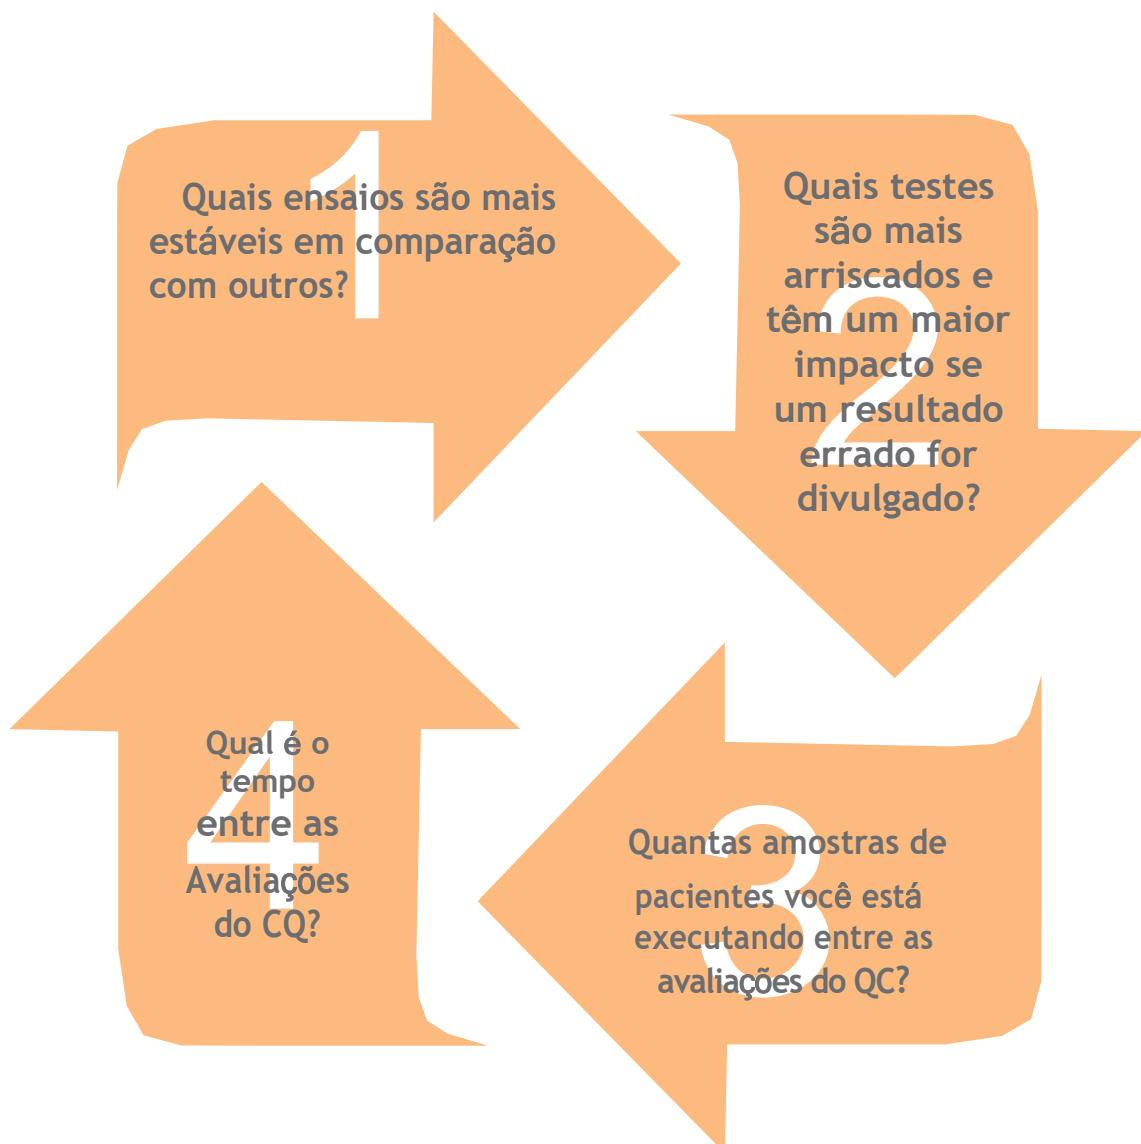 1
Quais ensaios são mais
estáveis em comparação
com outros?
2
Quais testes
são mais
arriscados e
têm um maior
impacto se
um resultado
errado for
divulgado?
3
Quantas amostras de
pacientes você está
executando entre as
avaliações do QC?
4
Qual é o
tempo
entre as
Avaliações
do CQ?